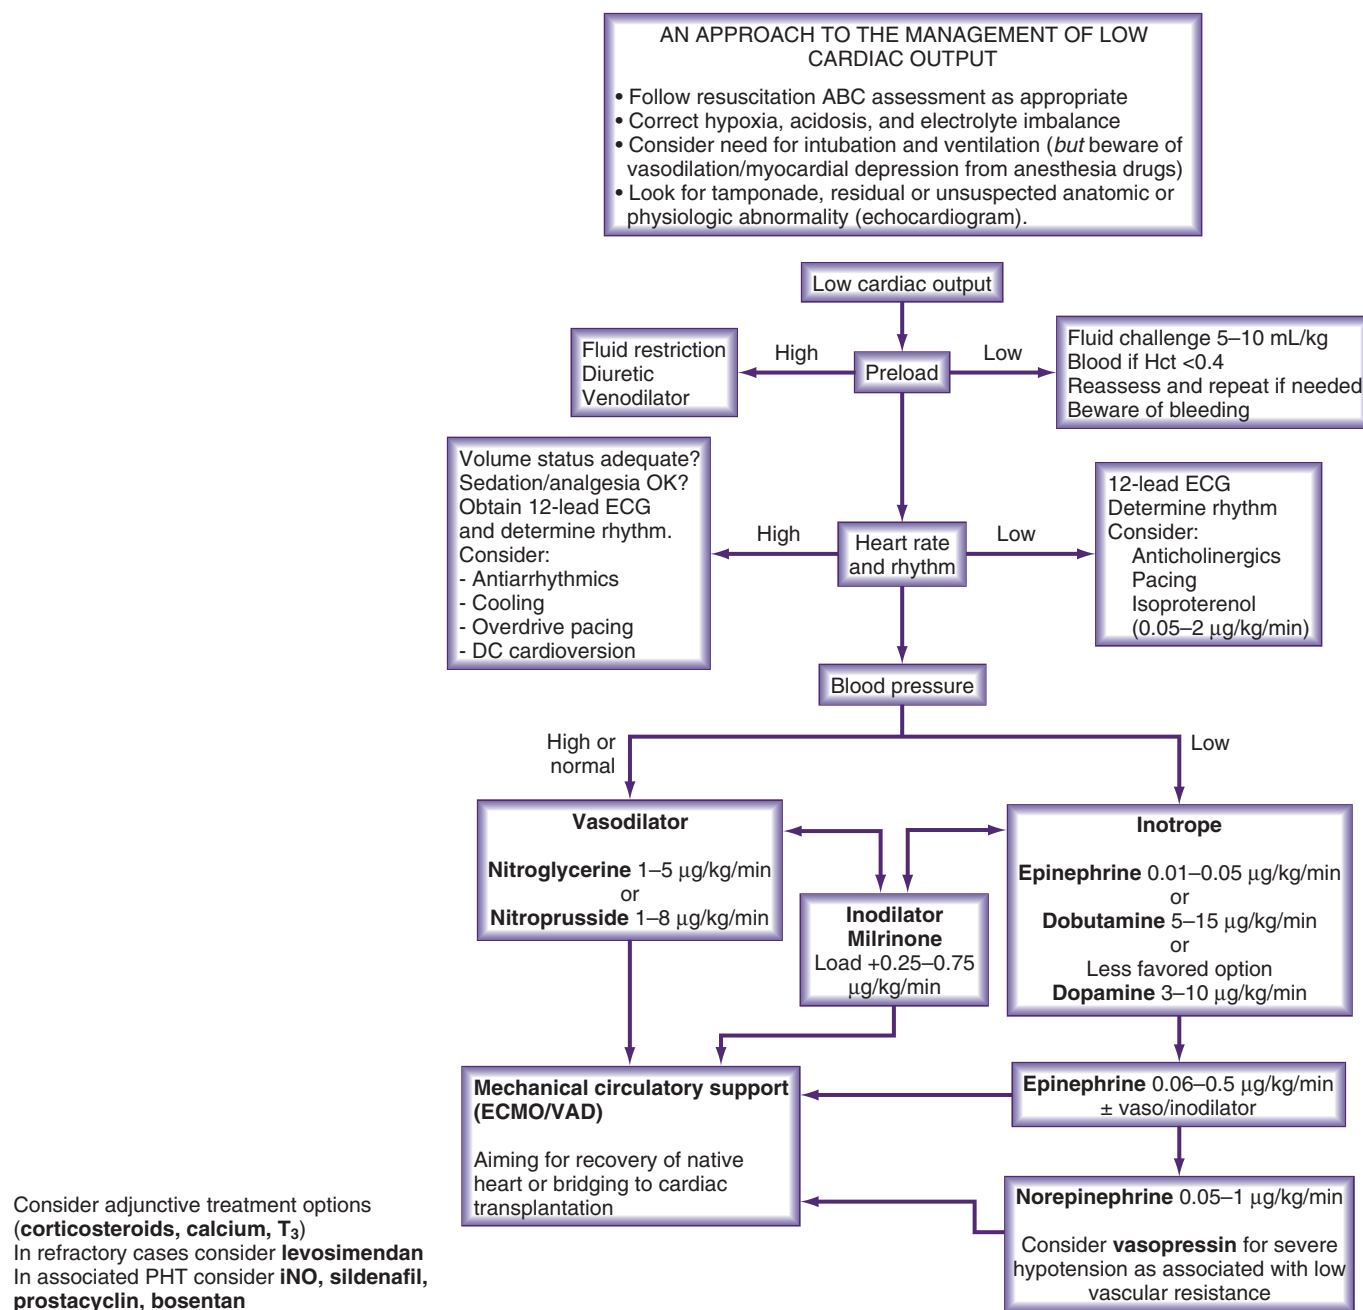 AN APPROACH TO THE MANAGEMENT OF LOW
CARDIAC OUTPUT
• Follow resuscitation ABC assessment as appropriate
• Correct hypoxia, acidosis, and electrolyte imbalance
• Consider need for intubation and ventilation (but beware of
vasodilation/myocardial depression from anesthesia drugs)
• Look for tamponade, residual or unsuspected anatomic or
physiologic abnormality (echocardiogram).
Low cardiac output
Fluid restriction
Diuretic
Venodilator
High
Preload
Low
Fluid challenge 5–10 mL/kg
Blood if Hct <0.4
Reassess and repeat if needed
Beware of bleeding
Volume status adequate?
Sedation/analgesia OK?
Obtain 12-lead ECG
and determine rhythm.
Consider:
- Antiarrhythmics
- Cooling
- Overdrive pacing
- DC cardioversion
High
Heart rate
and rhythm
Low
12-lead ECG
Determine rhythm
Consider:
Anticholinergics
Pacing
Isoproterenol
(0.05–2 μg/kg/min)
Blood pressure
High or
normal
Low
Vasodilator
Nitroglycerine 1–5 μg/kg/min
or
Nitroprusside 1–8 μg/kg/min
Inodilator
Milrinone
Load +0.25–0.75
μg/kg/min
Inotrope
Epinephrine 0.01–0.05 μg/kg/min
or
Dobutamine 5–15 μg/kg/min
or
Less favored option
Dopamine 3–10 μg/kg/min
Mechanical circulatory support
(ECMO/VAD)
Aiming for recovery of native
heart or bridging to cardiac
transplantation
Epinephrine 0.06–0.5 μg/kg/min
± vaso/inodilator
Norepinephrine 0.05–1 μg/kg/min
Consider vasopressin for severe
hypotension as associated with low
vascular resistance
Consider adjunctive treatment options
(corticosteroids, calcium, T₃)
In refractory cases consider levosimendan
In associated PHT consider iNO, sildenafil,
prostacyclin, bosentan